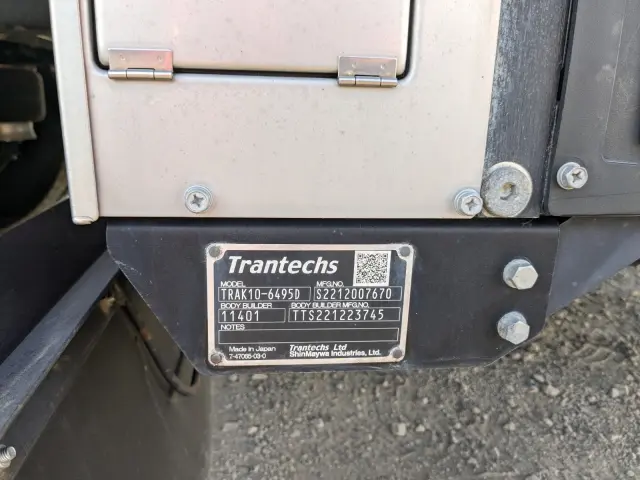 Trantechs
MODEL MFG.NO.
TRAK10-6495D S2212007670
BODY BUILDER BODY BUILDER MFG.NO.
11401 TTS221223745
NOTES
Made in Japan Trantechs Ltd
7-47066-03-0 ShinMaywa Industries, Ltd.